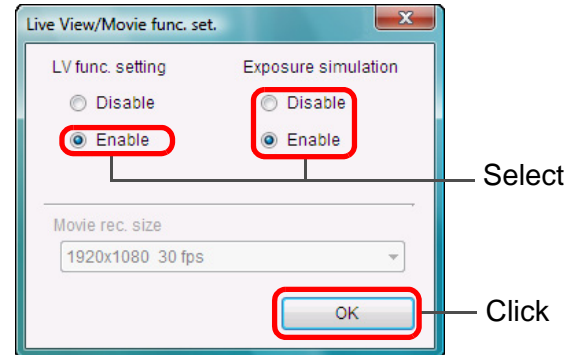 Live View/Movie func. set.
LV func. setting Exposure simulation
Disable Disable
Enable Enable
Select
Movie rec. size
1920x1080 30 fps
OK
Click